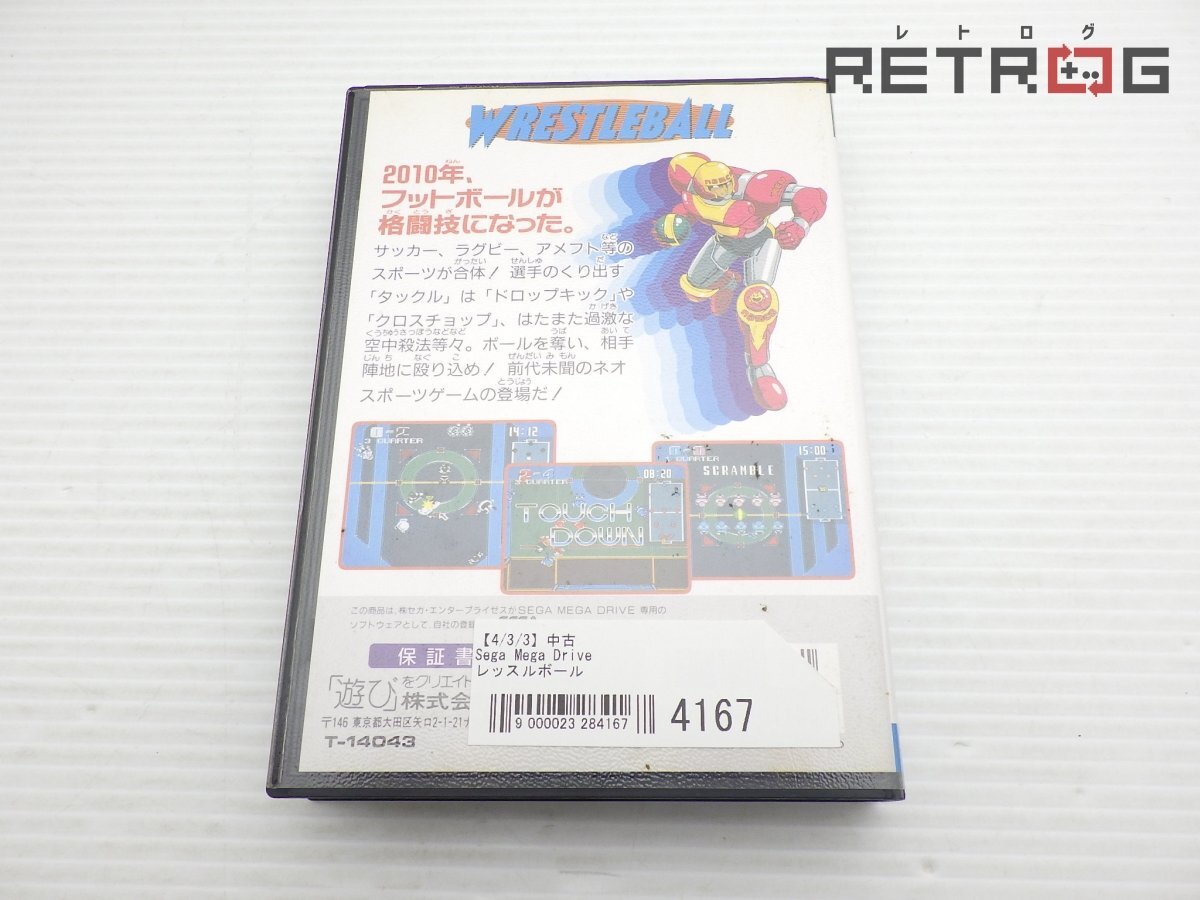 レトログ
RETROG
WRESTLEBALL
2010年、
フットボールが
格闘技になった。
サッカー、ラグビー、アメフト等の
スポーツが合体！選手のくり出す
「タックル」は「ドロップキック」や
「クロスチョップ」、はたまた過激な
空中殺法等々。ボールを奪い、相手
陣地に殴り込め！前代未聞のネオ
スポーツゲームの登場だ！
3 QUARTER
14:12
3 QUARTER
08:20
TOUCH
DOWN
QUARTER
15:00
SCRAMBLE
この商品は、株セガ・エンタープライゼスがSEGA MEGA DRIVE 専用の
ソフトウェアとして、自社の登録
保証書
「遊び」をクリエイト
株式会社
〒146 東京都大田区矢口2-1-21
T-14043
【4/3/3】中古
Sega Mega Drive
レッスルボール
9 000023 284167
4167